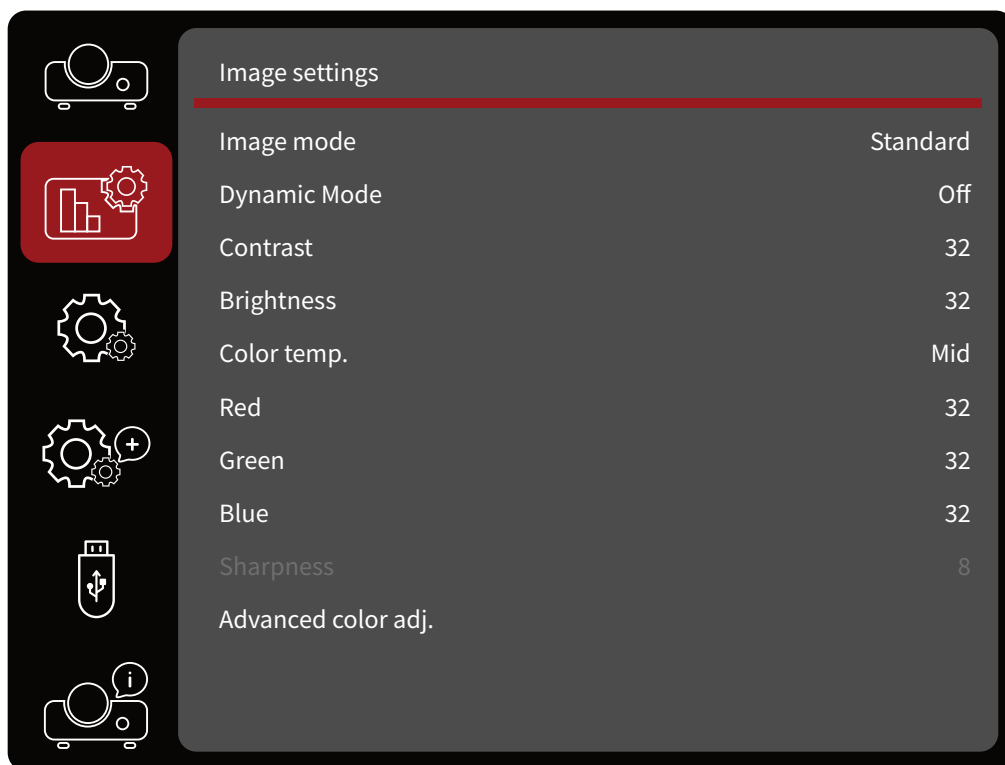 Image settings
Image mode Standard
Dynamic Mode Off
Contrast 32
Brightness 32
Color temp. Mid
Red 32
Green 32
Blue 32
Sharpness 8
Advanced color adj.